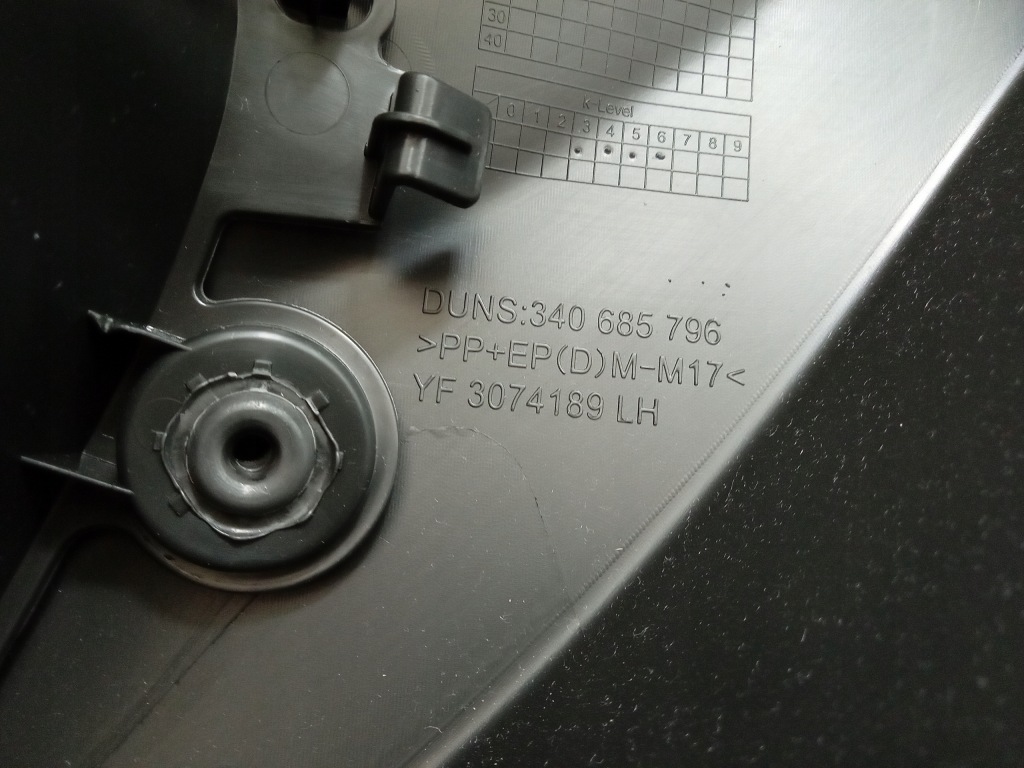 30
40
K-Level
0 1 2 3 4 5 6 7 8 9
DUNS:340 685 796
>PP+EP(D)M-M17<
YF 3074189 LH